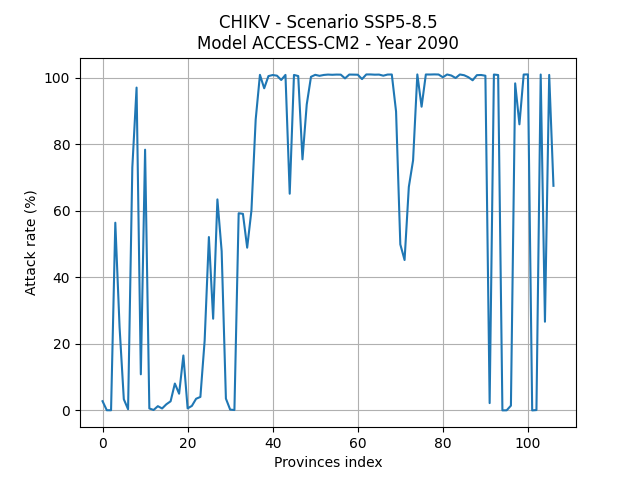 CHIKV - Scenario SSP5-8.5
Model ACCESS-CM2 - Year 2090
Attack rate (%)
100
80
60
40
20
0
0 20 40 60 80 100
Provinces index